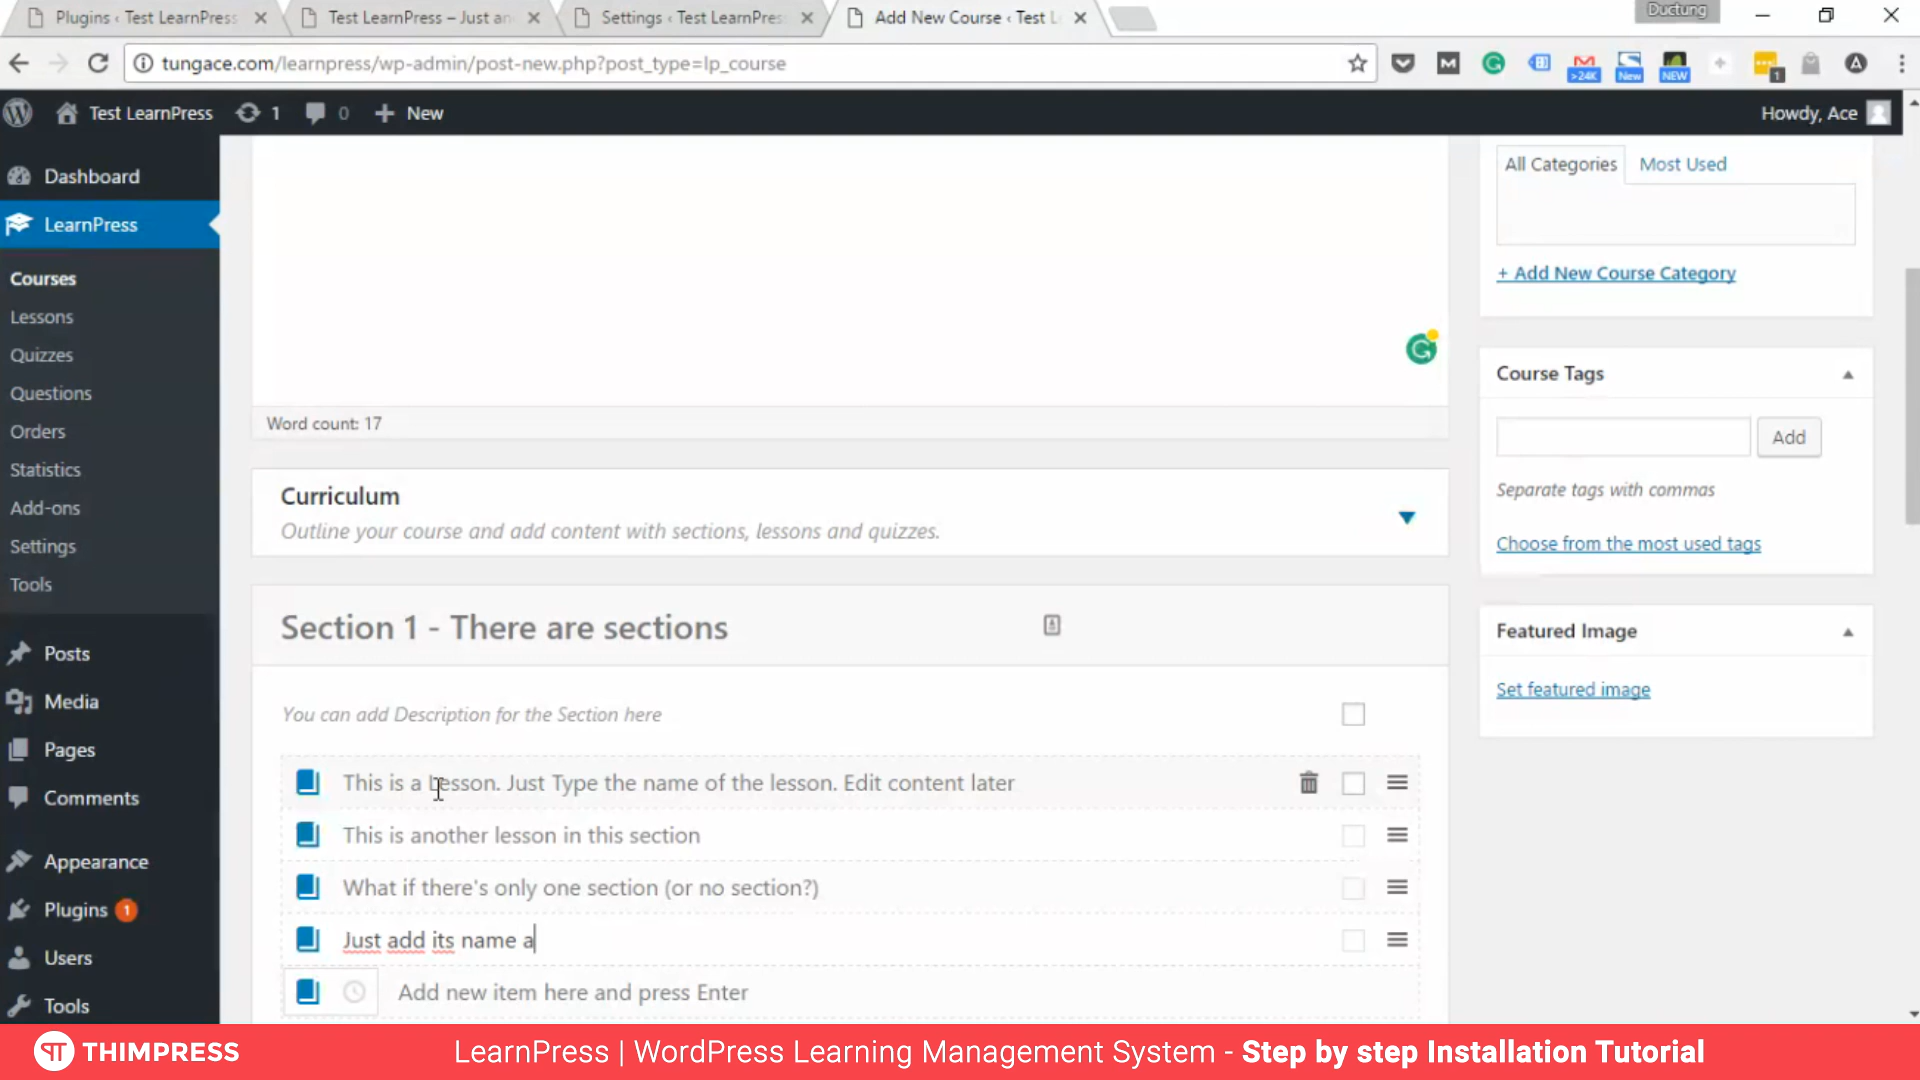 Plugins ‹ Test LearnPress
Test LearnPress – Just an
Settings ‹ Test LearnPres
Add New Course ‹ Test L
Ductung
tungace.com/learnpress/wp-admin/post-new.php?post_type=lp_course
>24K
New
NEW
1
Test LearnPress
1
0
New
Howdy, Ace
Dashboard
LearnPress
Courses
Lessons
Quizzes
Questions
Orders
Statistics
Add-ons
Settings
Tools
Posts
Media
Pages
Comments
Appearance
Plugins 1
Users
Tools
Word count: 17
Curriculum
Outline your course and add content with sections, lessons and quizzes.
Section 1 - There are sections
You can add Description for the Section here
This is a Lesson. Just Type the name of the lesson. Edit content later
This is another lesson in this section
What if there's only one section (or no section?)
Just add its name a
Add new item here and press Enter
All Categories
Most Used
+ Add New Course Category
Course Tags
Add
Separate tags with commas
Choose from the most used tags
Featured Image
Set featured image
THIMPRESS
LearnPress | WordPress Learning Management System - Step by step Installation Tutorial